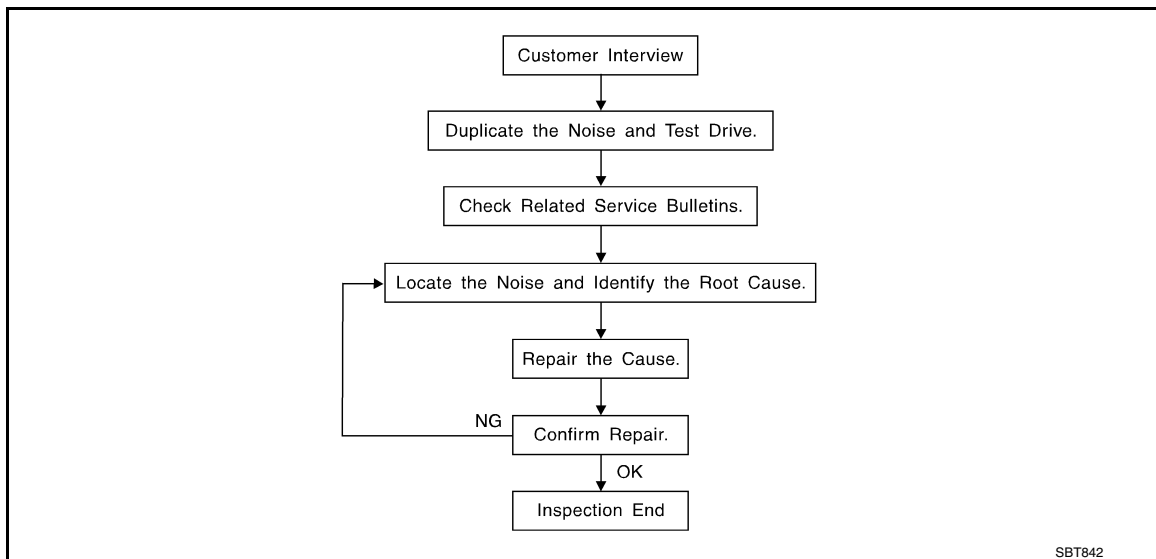 Customer Interview
Duplicate the Noise and Test Drive.
Check Related Service Bulletins.
Locate the Noise and Identify the Root Cause.
Repair the Cause.
NG
Confirm Repair.
OK
Inspection End
SBT842